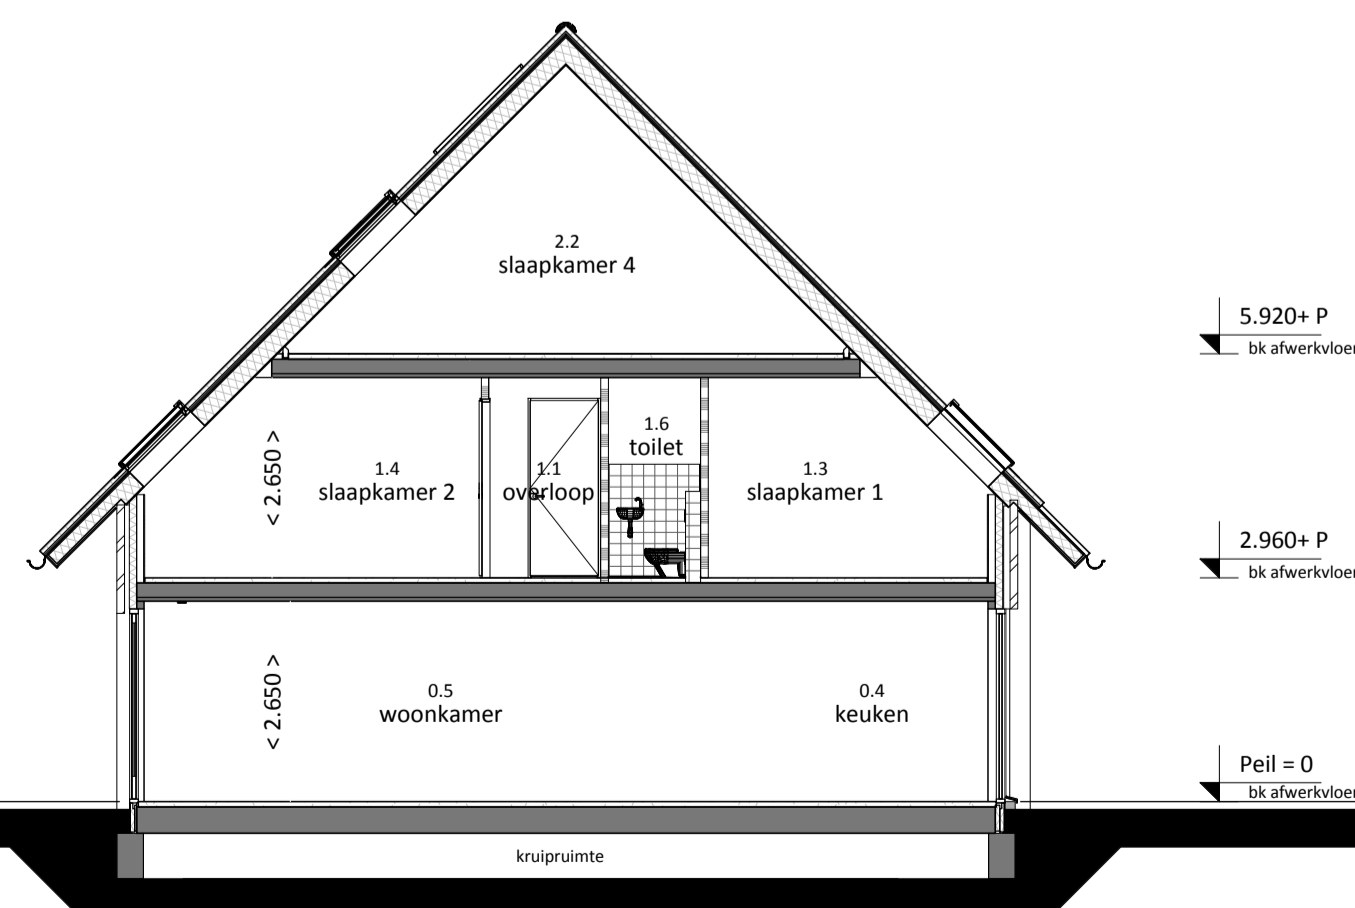 2.2
slaapkamer 4
5.920+ P
bk afwerkvloer
< 2.650 >
1.4
slaapkamer 2
1.1
overloop
1.6
toilet
1.3
slaapkamer 1
2.960+ P
bk afwerkvloer
< 2.650 >
0.5
woonkamer
0.4
keuken
Peil = 0
bk afwerkvloer
kruipruimte